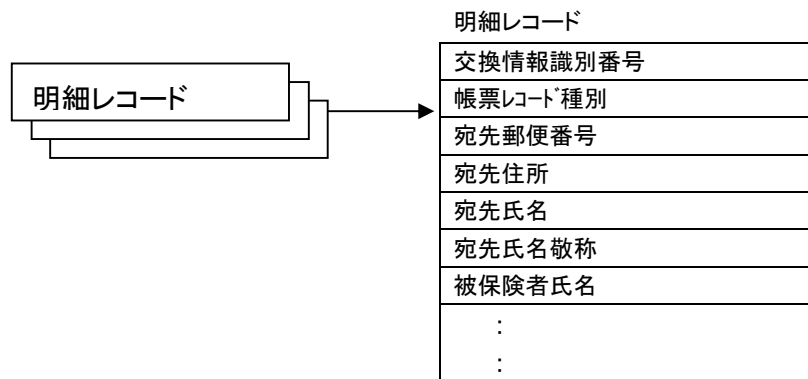 明細レコード
明細レコード
交換情報識別番号
帳票ﾚｺｰﾄﾞ種別
宛先郵便番号
宛先住所
宛先氏名
宛先氏名敬称
被保険者氏名
:
: